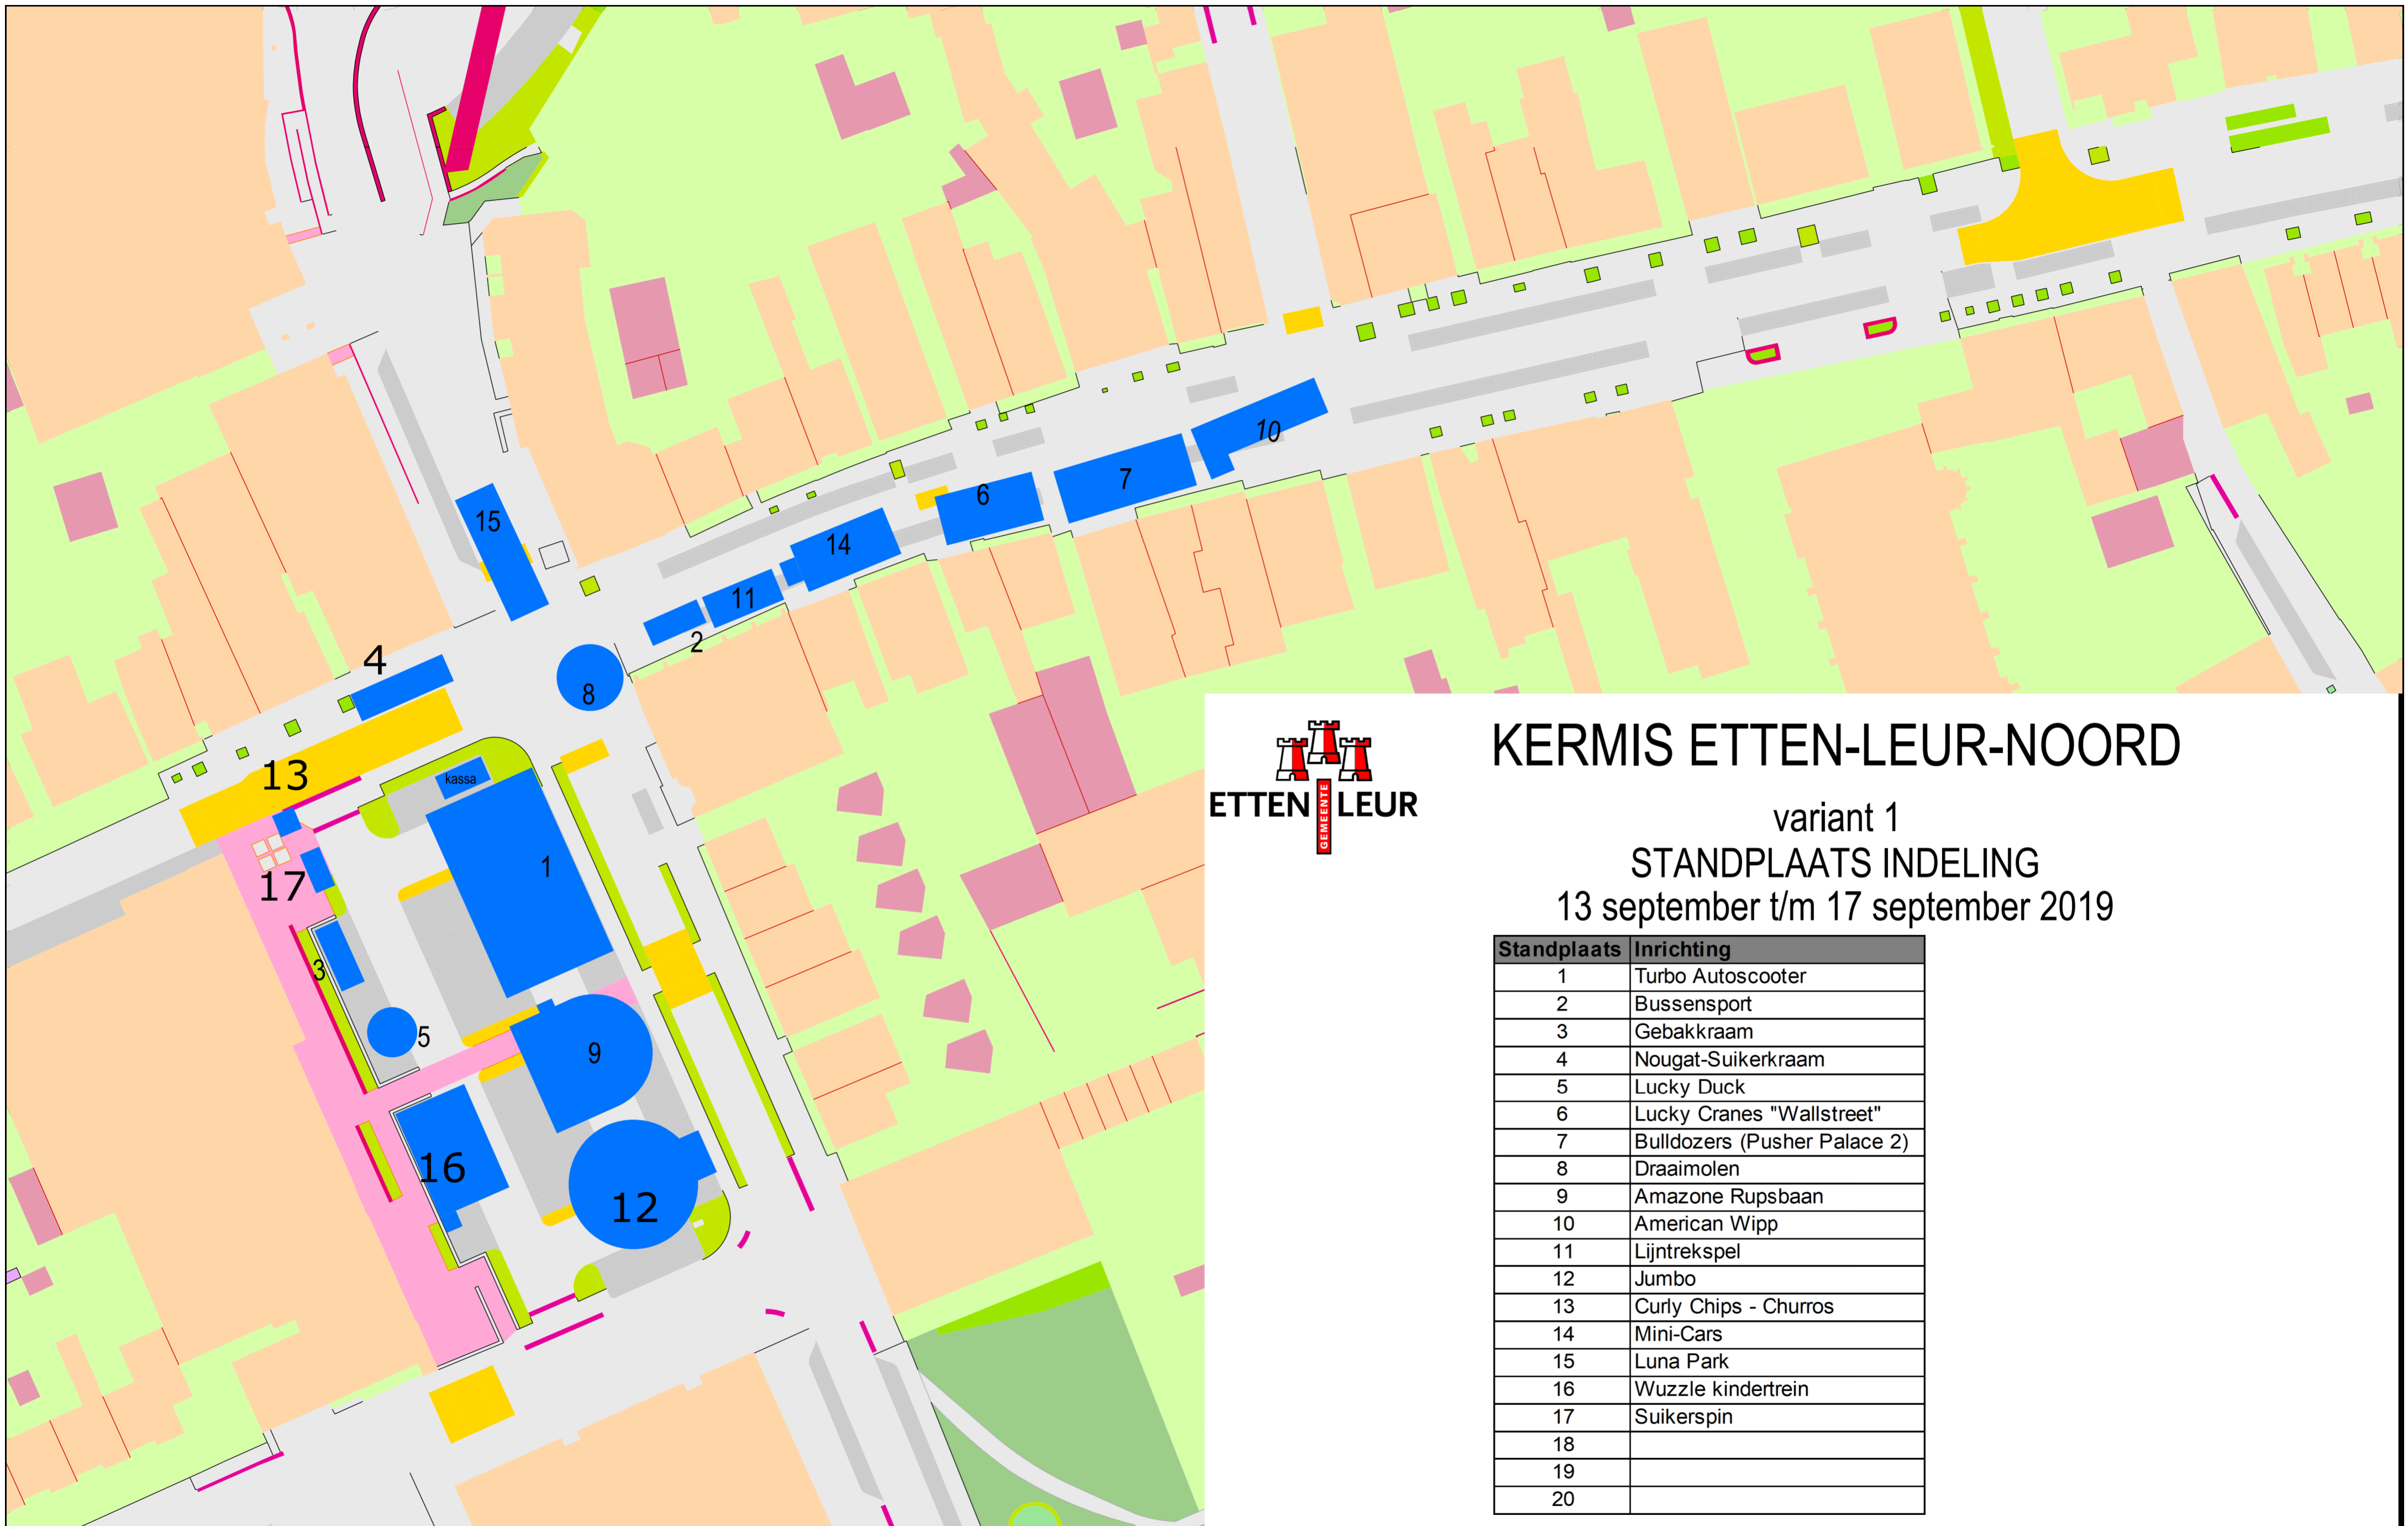 10
7
6
15
14
11
2
4
8
13
kassa
1
17
3
5
9
16
12
ETTEN LEUR
GEMEENTE
KERMIS ETTEN-LEUR-NOORD
variant 1
STANDPLAATS INDELING
13 september t/m 17 september 2019
Standplaats Inrichting
1 Turbo Autoscooter
2 Bussensport
3 Gebakkraam
4 Nougat-Suikerkraam
5 Lucky Duck
6 Lucky Cranes "Wallstreet"
7 Bulldozers (Pusher Palace 2)
8 Draaimolen
9 Amazone Rupsbaan
10 American Wipp
11 Lijntrekspel
12 Jumbo
13 Curly Chips - Churros
14 Mini-Cars
15 Luna Park
16 Wuzzle kindertrein
17 Suikerspin
18
19
20